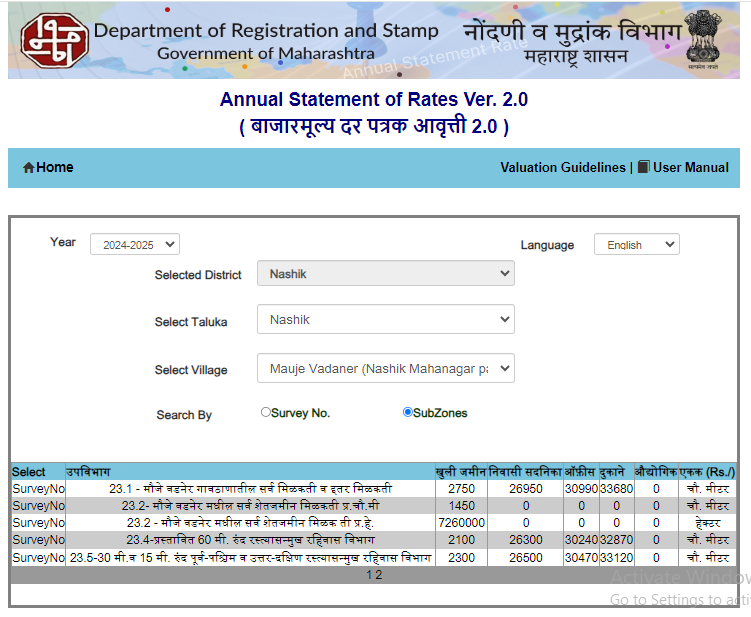 Department of Registration and Stamp
Government of Maharashtra
नोंदणी व मुद्रांक विभाग
महाराष्ट्र शासन
सत्यमेव जयते
Annual Statement Rate
Annual Statement of Rates Ver. 2.0
( बाजारमूल्य दर पत्रक आवृत्ती 2.0 )
Home Valuation Guidelines | User Manual
Year 2024-2025 Language English
Selected District Nashik
Select Taluka Nashik
Select Village Mauje Vadaner (Nashik Mahanagar pa
Search By Survey No. SubZones
Select उपविभाग खुली जमीन निवासी सदनिका ऑफ़ीस दुकाने औद्योगिक एकक (Rs./)
SurveyNo 23.1 - मौजे वडनेर गावठाणातील सर्व मिळकती व इतर मिळकती 2750 26950 30990 33680 0 चौ. मीटर
SurveyNo 23.2- मौजे वडनेर मधील सर्व शेतजमीन मिळकती प्र.चौ.मी 1450 0 0 0 0 चौ. मीटर
SurveyNo 23.2 - मौजे वडनेर मधील सर्व शेतजमीन मिळक ती प्र.हे. 7260000 0 0 0 0 हेक्टर
SurveyNo 23.4-प्रस्तावित 60 मी. रुंद रस्त्यासन्मुख रहिवास विभाग 2100 26300 30240 32870 0 चौ. मीटर
SurveyNo 23.5-30 मी.व 15 मी. रुंद पूर्व-पश्चिम व उत्तर-दक्षिण रस्त्यासन्मुख रहिवास विभाग 2300 26500 30470 33120 0 चौ. मीटर
1 2
Activate Window
Go to Settings to acti